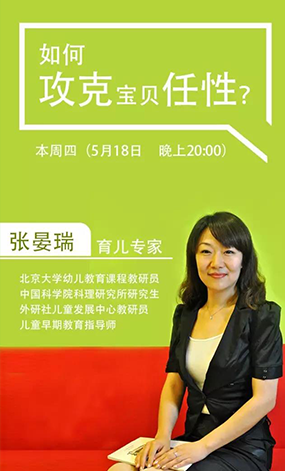 如何
攻克宝贝任性?
本周四（5月18日 晚上20:00）
张晏瑞 育儿专家
北京大学幼儿教育课程教研员
中国科学院科理研究所研究生
外研社儿童发展中心教研员
儿童早期教育指导师